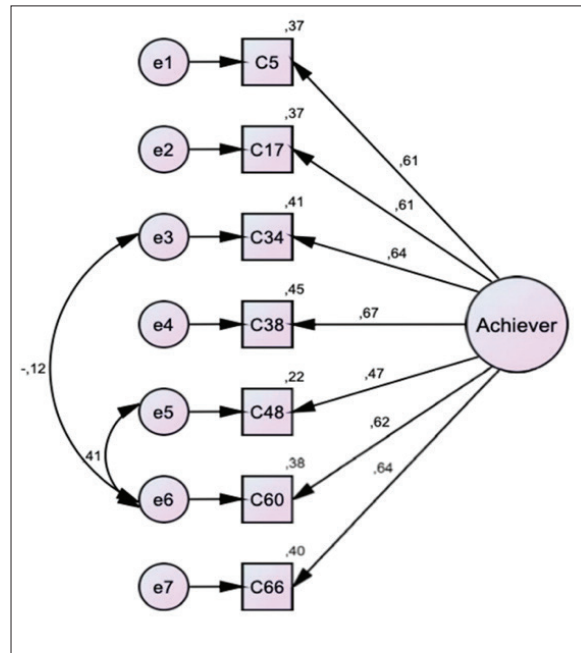 ,37
e1 C5
,61
,37
e2 C17
,61
,41
e3 C34
,64
,45
e4 C38
,67
Achiever
-,12
,22
,47
e5 C48
,62
41
,38
e6 C60
,64
,40
e7 C66